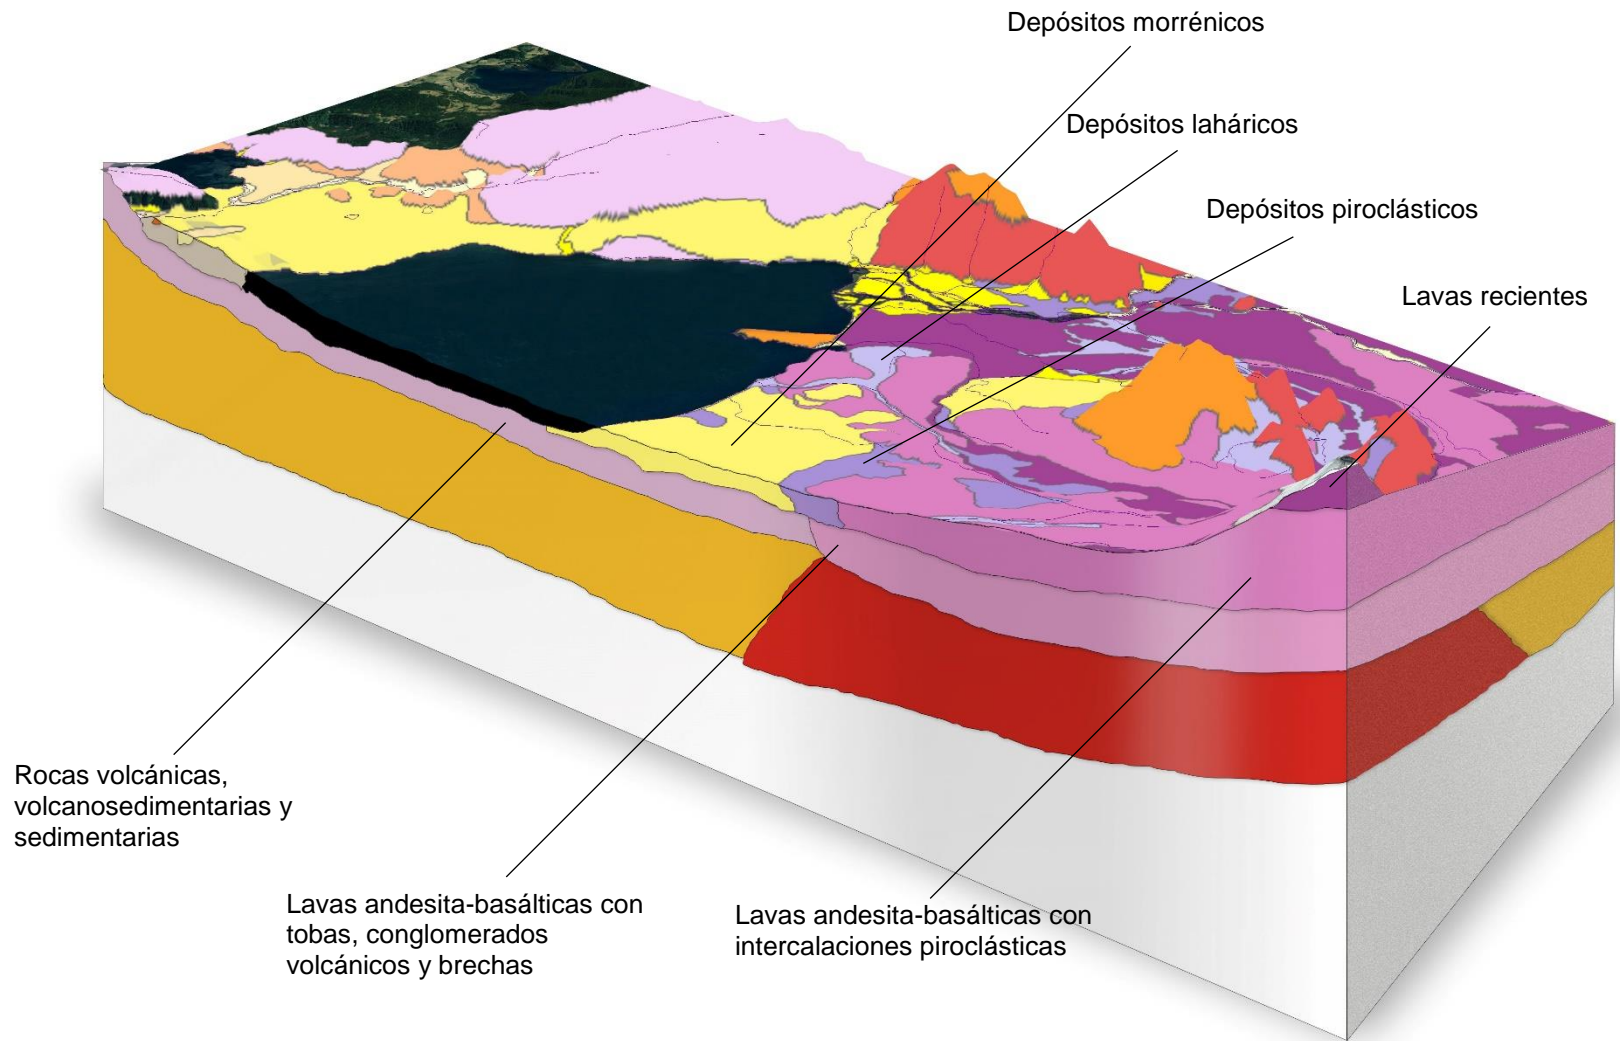 Depósitos morrénicos
Depósitos laháricos
Depósitos piroclásticos
Lavas recientes
Rocas volcánicas,
volcanosedimentarias y
sedimentarias
Lavas andesita-basálticas con
tobas, conglomerados
volcánicos y brechas
Lavas andesita-basálticas con
intercalaciones piroclásticas